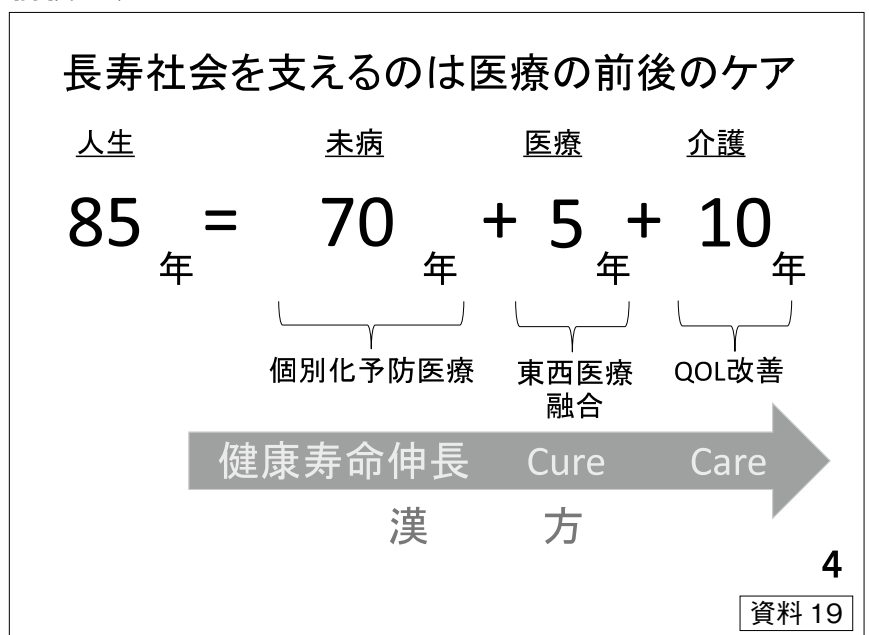 長寿社会を支えるのは医療の前後のケア
人生 未病 医療 介護
85年 = 70年 + 5年 + 10年
個別化予防医療 東西医療 QOL改善
融合
健康寿命伸長 Cure Care
漢方
4
資料 19